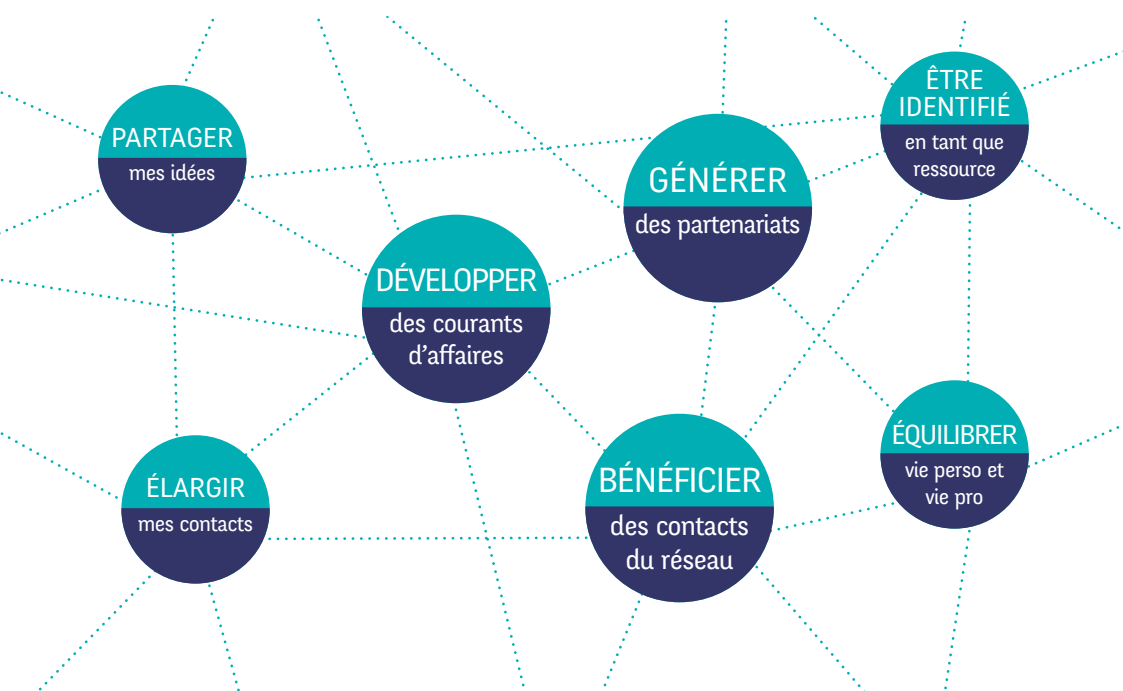 PARTAGER
mes idées
DÉVELOPPER
des courants
d’affaires
GÉNÉRER
des partenariats
ÊTRE
IDENTIFIÉ
en tant que
ressource
ÉLARGIR
mes contacts
BÉNÉFICIER
des contacts
du réseau
ÉQUILIBRER
vie perso et
vie pro